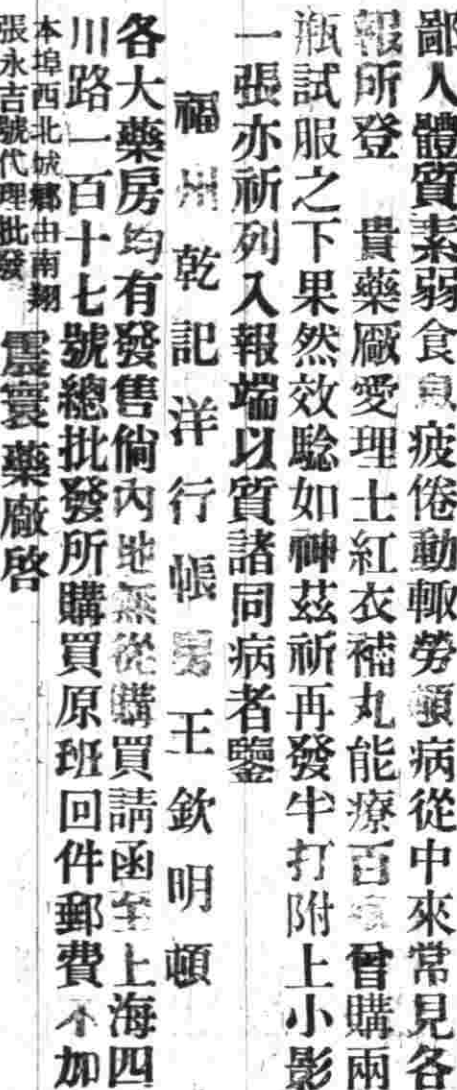 鄙人體質素弱食疲倦動輙勞頓病從中來常見各
報所登　貴藥廠愛理士紅衣補丸能療百曾購兩
瓶試服之下果然效騐如神茲祈再發半打附上小影
一張亦祈列入報端以質諸同病者鑒
福州乾記洋行帳房王欽明頓
各大藥房均有發售倘內地無從購買請函至上海四
川路一百十七號總批發所購買原班回件郵費不加
本埠西北城鄉由南翔
張永吉號代理批發
震寰藥廠啓